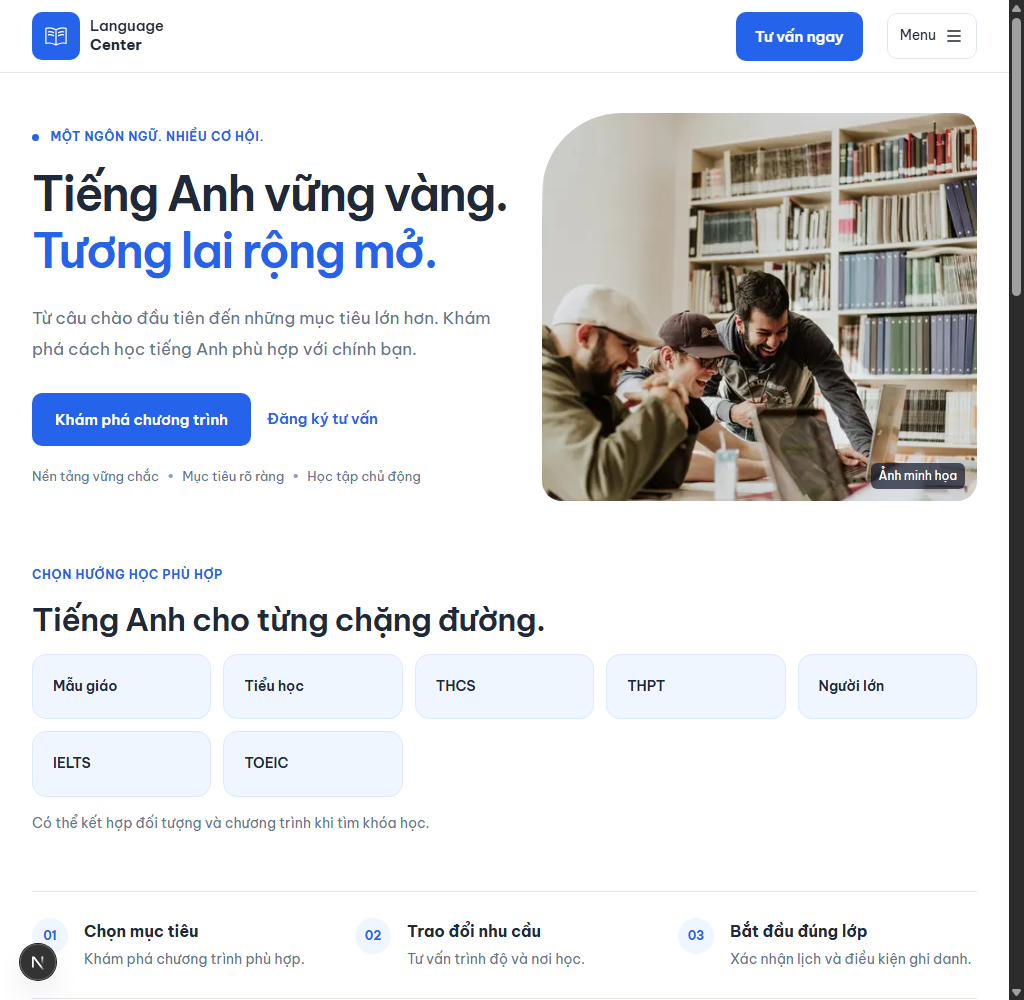 Language
Center
Tư vấn ngay
Menu
MỘT NGÔN NGỮ. NHIỀU CƠ HỘI.
Tiếng Anh vững vàng.
Tương lai rộng mở.
Từ câu chào đầu tiên đến những mục tiêu lớn hơn. Khám
phá cách học tiếng Anh phù hợp với chính bạn.
Khám phá chương trình
Đăng ký tư vấn
Nền tảng vững chắc • Mục tiêu rõ ràng • Học tập chủ động
Ảnh minh họa
CHỌN HƯỚNG HỌC PHÙ HỢP
Tiếng Anh cho từng chặng đường.
Mẫu giáo
Tiểu học
THCS
THPT
Người lớn
IELTS
TOEIC
Có thể kết hợp đối tượng và chương trình khi tìm khóa học.
01
Chọn mục tiêu
Khám phá chương trình phù hợp.
02
Trao đổi nhu cầu
Tư vấn trình độ và nơi học.
03
Bắt đầu đúng lớp
Xác nhận lịch và điều kiện ghi danh.
N